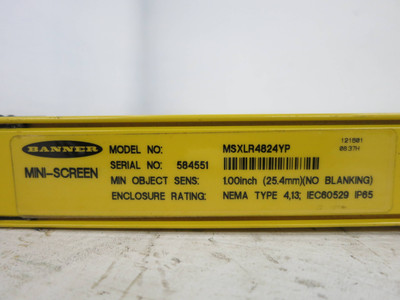 BANNER
MINI-SCREEN
MODEL NO: MSXLR4824YP
SERIAL NO: 584551
MIN OBJECT SENS: 1.00inch (25.4mm)(NO BLANKING)
ENCLOSURE RATING: NEMA TYPE 4,13; IEC60529 IP65